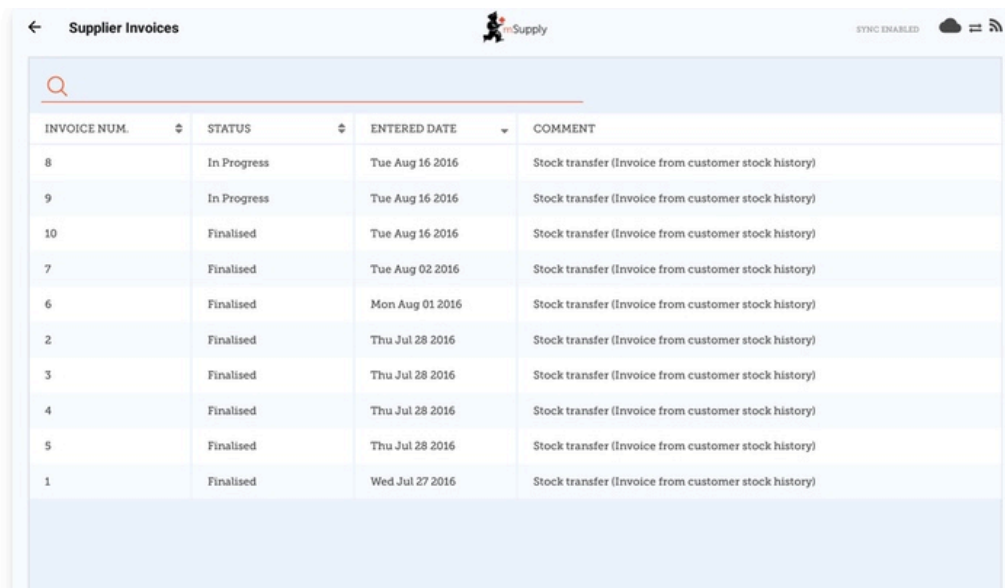 Supplier Invoices mSupply SYNC ENABLED
INVOICE NUM. STATUS ENTERED DATE COMMENT
8 In Progress Tue Aug 16 2016 Stock transfer (Invoice from customer stock history)
9 In Progress Tue Aug 16 2016 Stock transfer (Invoice from customer stock history)
10 Finalised Tue Aug 16 2016 Stock transfer (Invoice from customer stock history)
7 Finalised Tue Aug 02 2016 Stock transfer (Invoice from customer stock history)
6 Finalised Mon Aug 01 2016 Stock transfer (Invoice from customer stock history)
2 Finalised Thu Jul 28 2016 Stock transfer (Invoice from customer stock history)
3 Finalised Thu Jul 28 2016 Stock transfer (Invoice from customer stock history)
4 Finalised Thu Jul 28 2016 Stock transfer (Invoice from customer stock history)
5 Finalised Thu Jul 28 2016 Stock transfer (Invoice from customer stock history)
1 Finalised Wed Jul 27 2016 Stock transfer (Invoice from customer stock history)